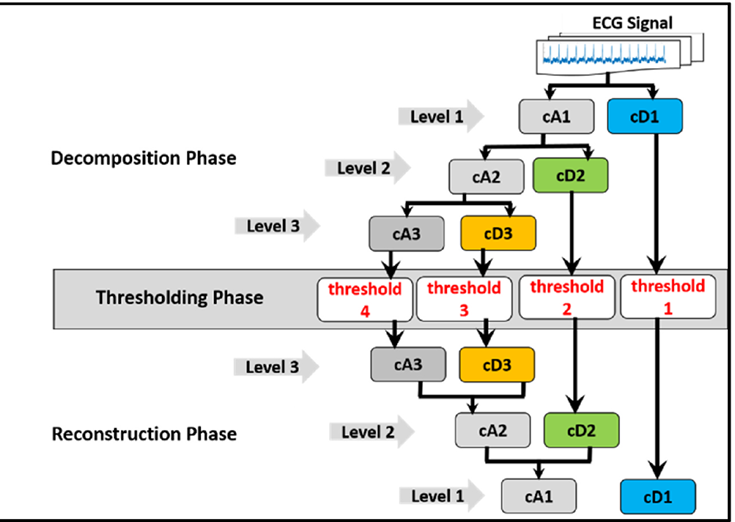 ECG Signal
Level 1
cA1
cD1
Decomposition Phase
Level 2
cA2
cD2
Level 3
cA3
cD3
Thresholding Phase
threshold
4
threshold
3
threshold
2
threshold
1
Level 3
cA3
cD3
Reconstruction Phase
Level 2
cA2
cD2
Level 1
cA1
cD1